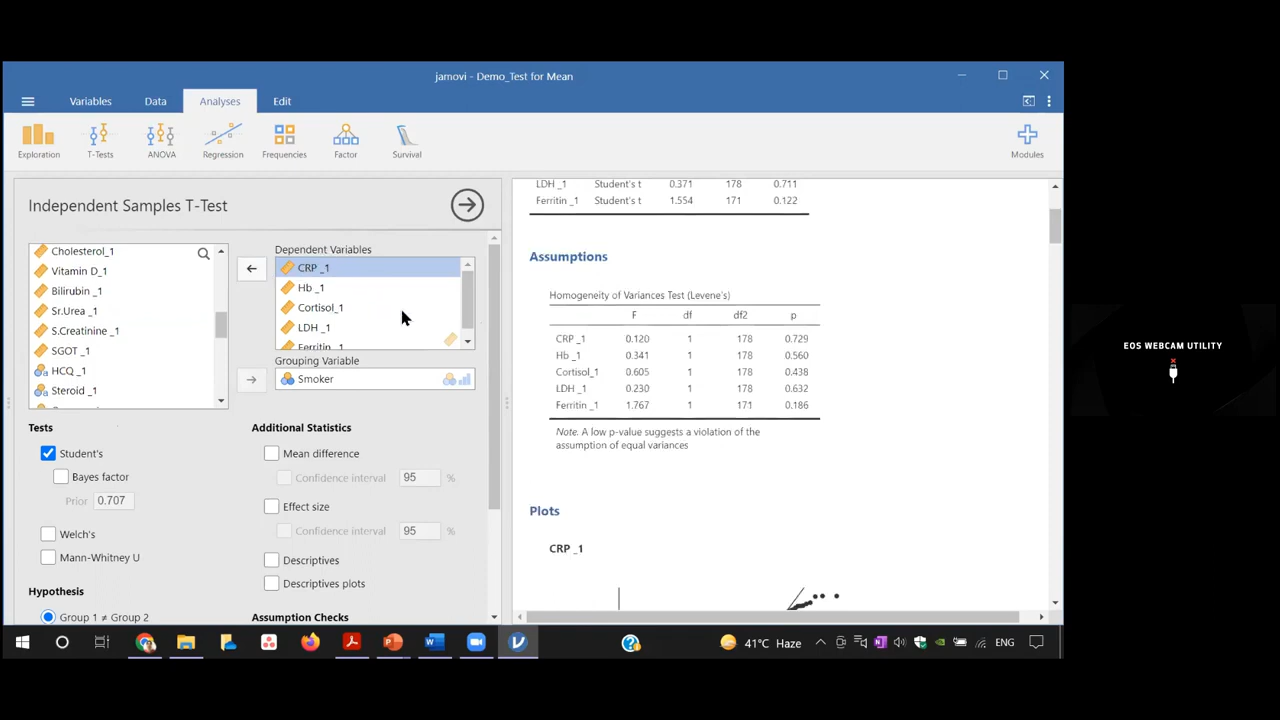 jamovi - Demo_Test for Mean
Variables Data Analyses Edit
Exploration T-Tests ANOVA Regression Frequencies Factor Survival Modules
Independent Samples T-Test
Cholesterol_1
Vitamin D_1
Bilirubin _1
Sr.Urea _1
S.Creatinine _1
SGOT _1
HCQ _1
Steroid _1
Dependent Variables
CRP _1
Hb _1
Cortisol_1
LDH _1
Ferritin _1
Grouping Variable
Smoker
Tests
Student's
Bayes factor
Prior 0.707
Welch's
Mann-Whitney U
Hypothesis
Group 1 ≠ Group 2
Additional Statistics
Mean difference
Confidence interval 95 %
Effect size
Confidence interval 95 %
Descriptives
Descriptives plots
Assumption Checks
LDH _1 Student's t 0.371 178 0.711
Ferritin _1 Student's t 1.554 171 0.122
Assumptions
Homogeneity of Variances Test (Levene's)
F df df2 p
CRP _1 0.120 1 178 0.729
Hb _1 0.341 1 178 0.560
Cortisol_1 0.605 1 178 0.438
LDH _1 0.230 1 178 0.632
Ferritin _1 1.767 1 171 0.186
Note. A low p-value suggests a violation of the
assumption of equal variances
Plots
CRP _1
41°C Haze ENG
EOS WEBCAM UTILITY